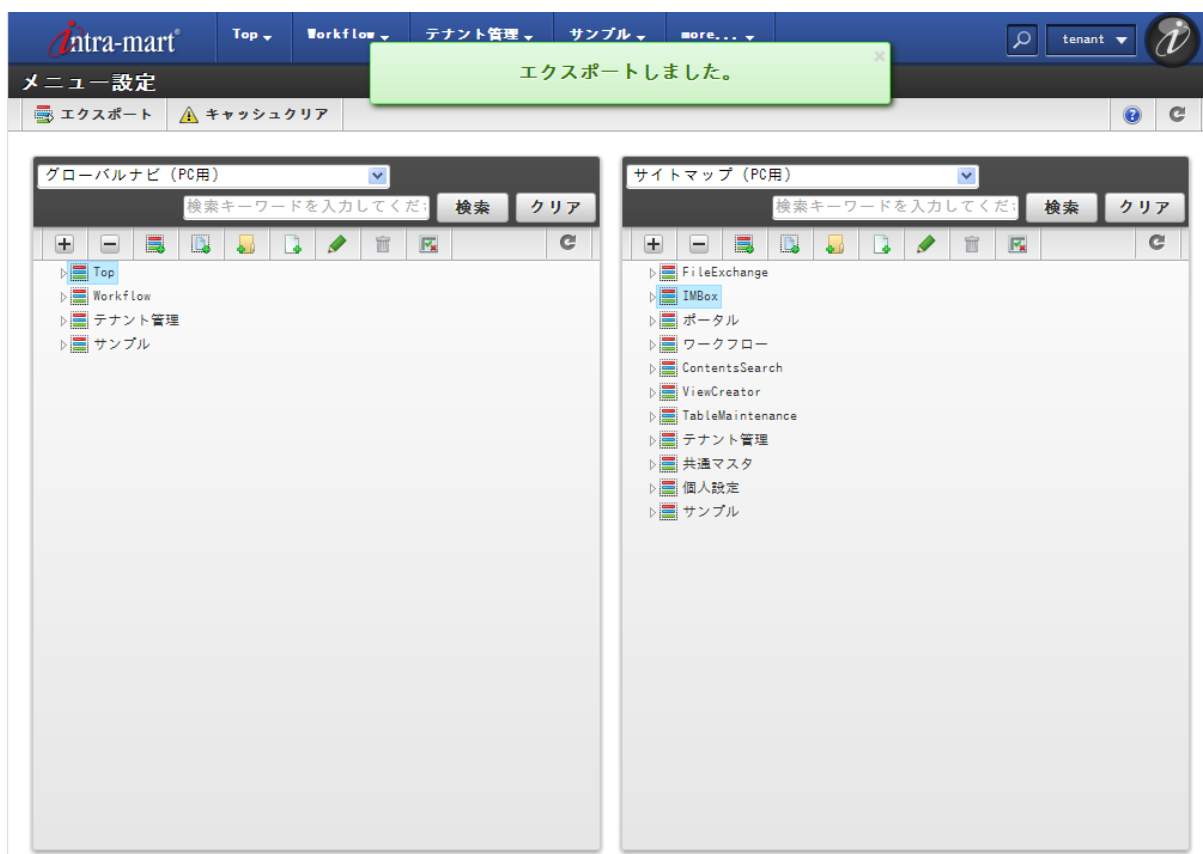 intra-mart® Top Workflow テナント管理 サンプル more... tenant
エクスポートしました。 ×
メニュー設定
エクスポート キャッシュクリア
グローバルナビ (PC用)
検索キーワードを入力してくだ 検索 クリア
Top
Workflow
テナント管理
サンプル
サイトマップ (PC用)
検索キーワードを入力してくだ 検索 クリア
FileExchange
IMBox
ポータル
ワークフロー
ContentsSearch
ViewCreator
TableMaintenance
テナント管理
共通マスタ
個人設定
サンプル